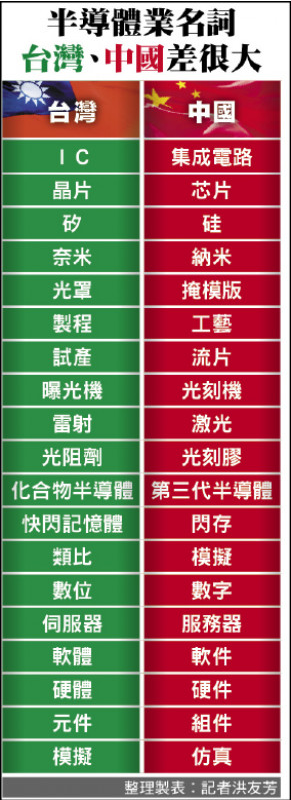 半導體業名詞
台灣、中國差很大
台灣 中國
IC 集成電路
晶片 芯片
矽 硅
奈米 納米
光罩 掩模版
製程 工藝
試產 流片
曝光機 光刻機
雷射 激光
光阻劑 光刻膠
化合物半導體 第三代半導體
快閃記憶體 閃存
類比 模擬
數位 數字
伺服器 服務器
軟體 軟件
硬體 硬件
元件 組件
模擬 仿真
整理製表：記者洪友芳